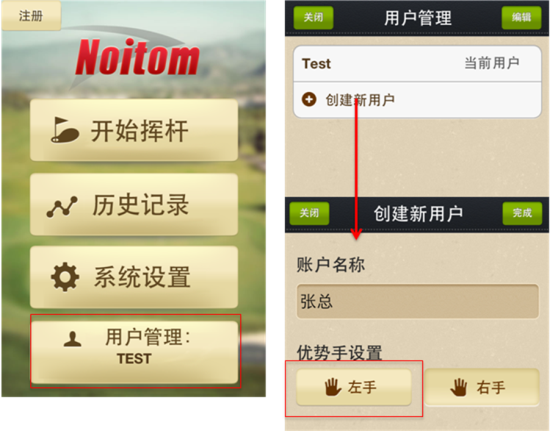 注册
Noitom
开始挥杆
历史记录
系统设置
用户管理:
TEST
关闭
用户管理
编辑
Test
当前用户
创建新用户
关闭
创建新用户
完成
账户名称
张总
优势手设置
左手
右手